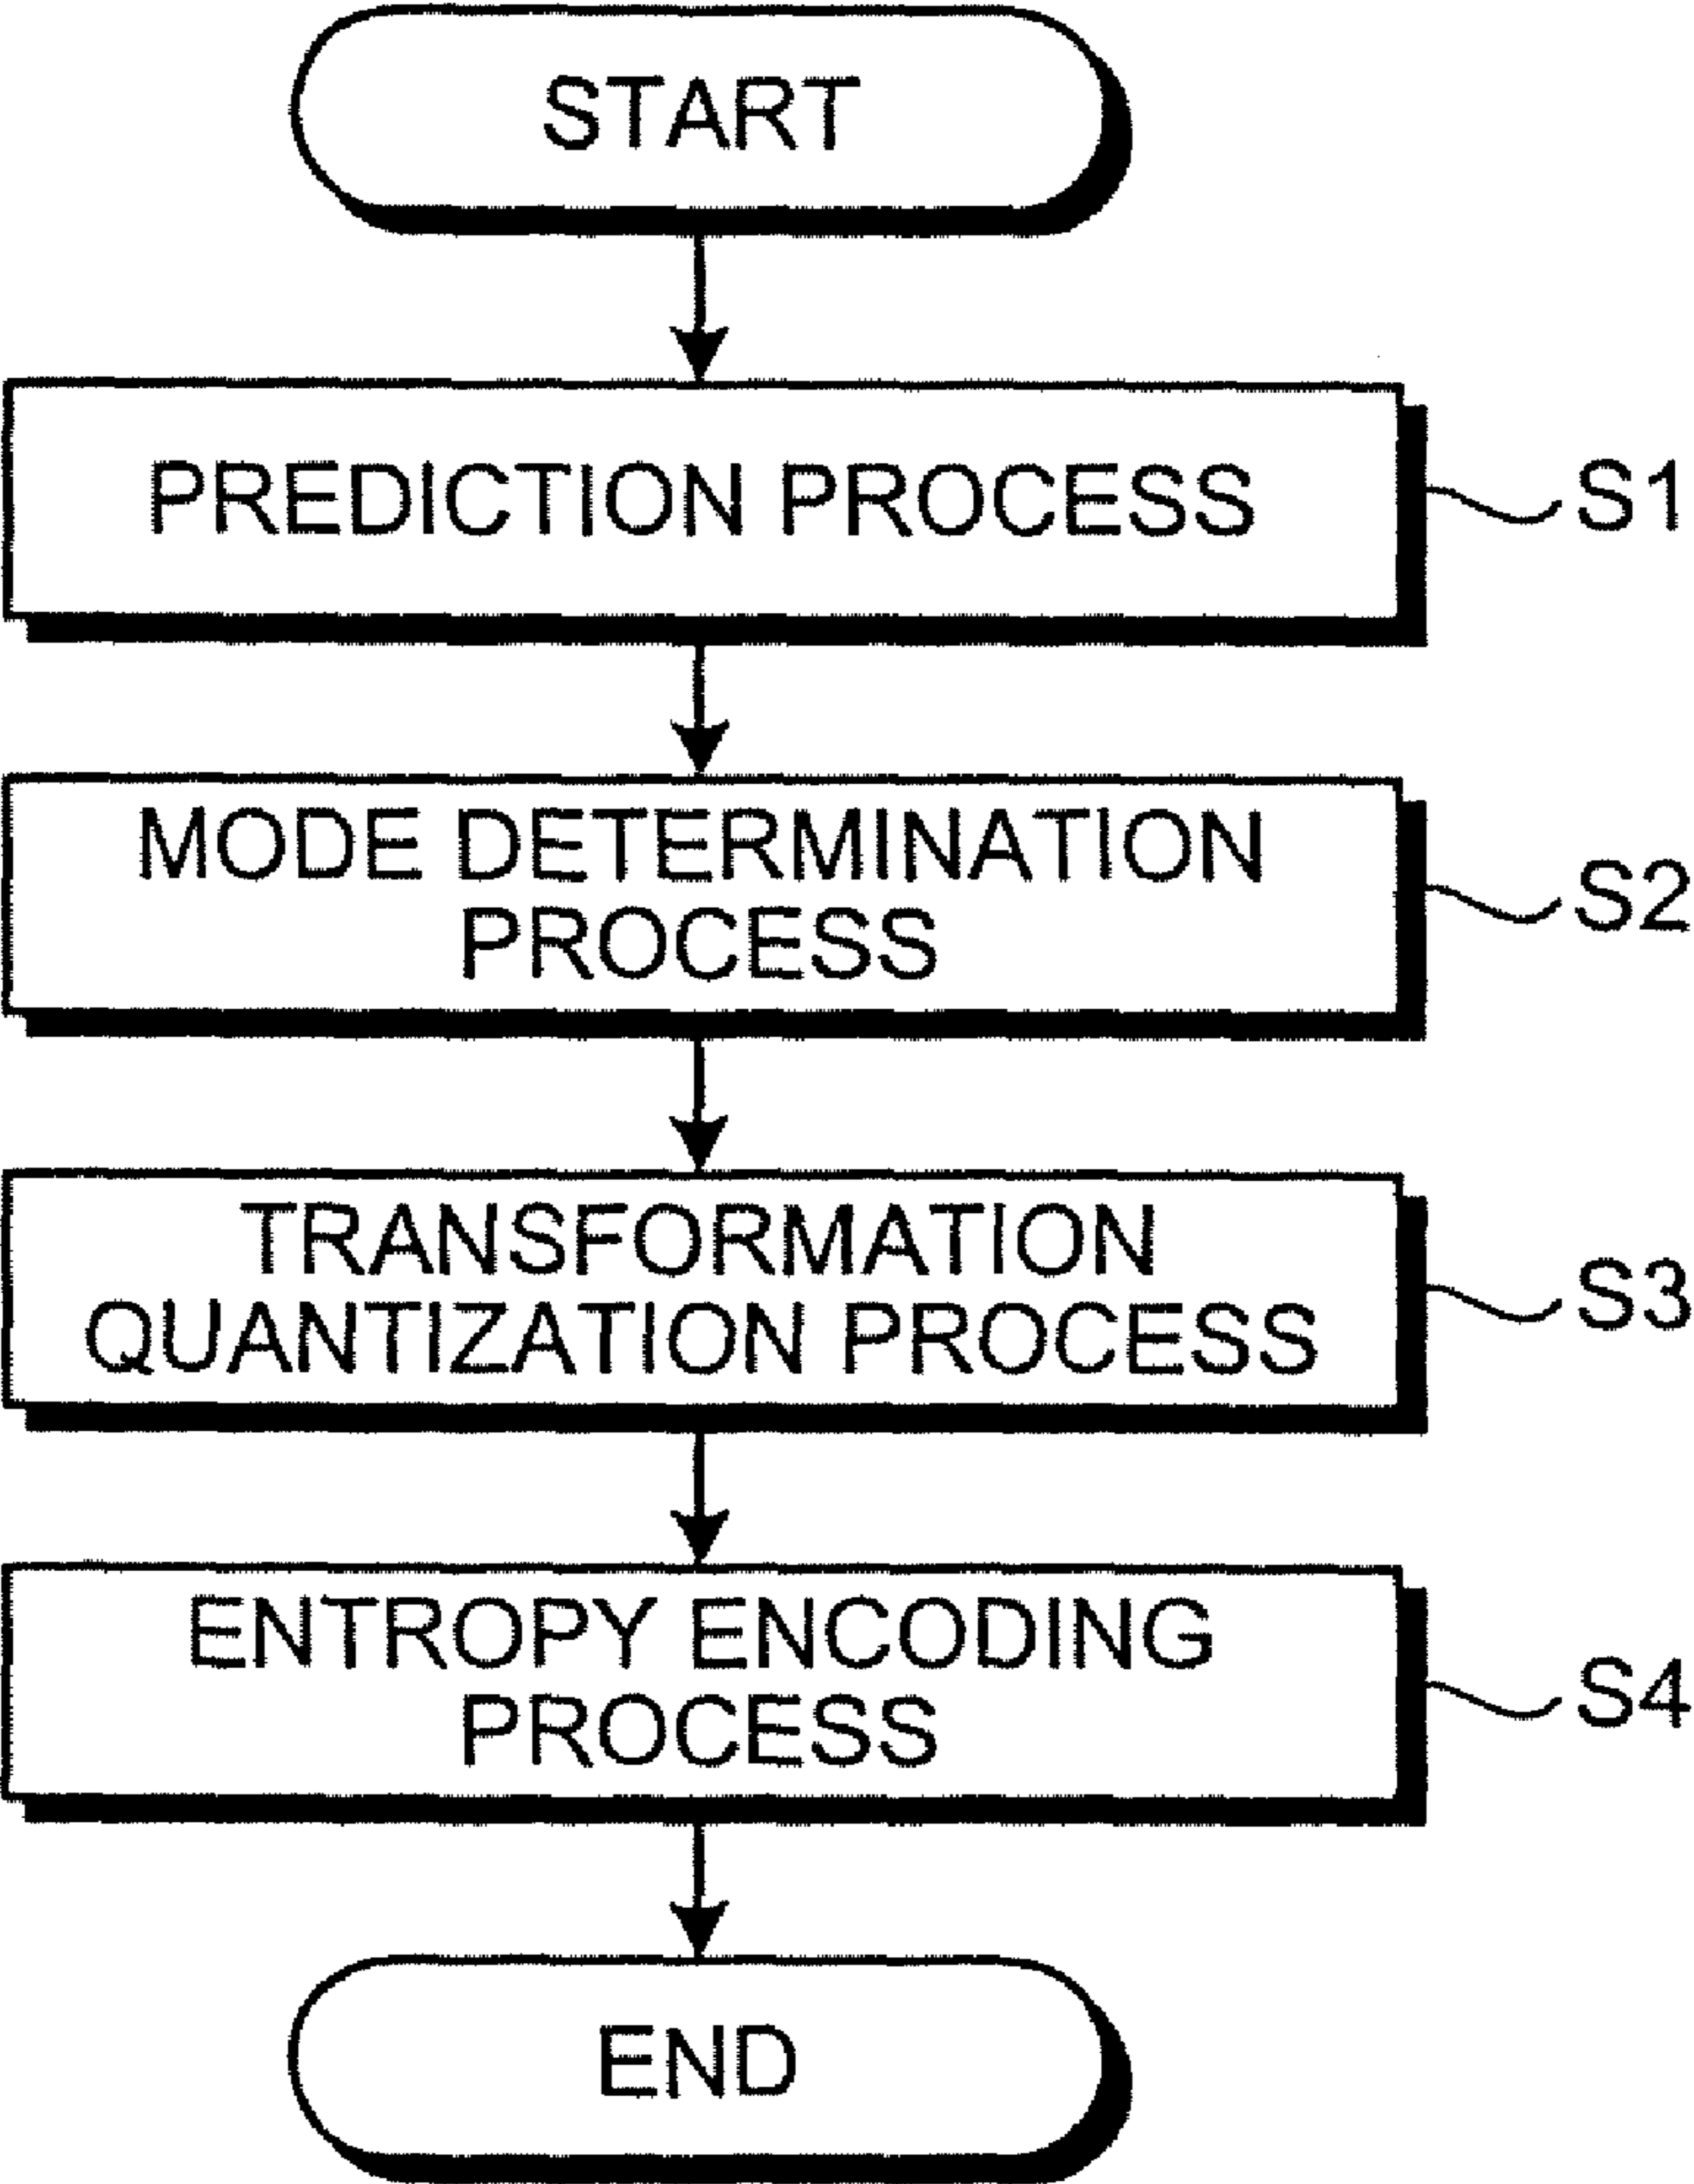 START
PREDICTION PROCESS
S1
MODE DETERMINATION
PROCESS
S2
TRANSFORMATION
QUANTIZATION PROCESS
S3
ENTROPY ENCODING
PROCESS
S4
END